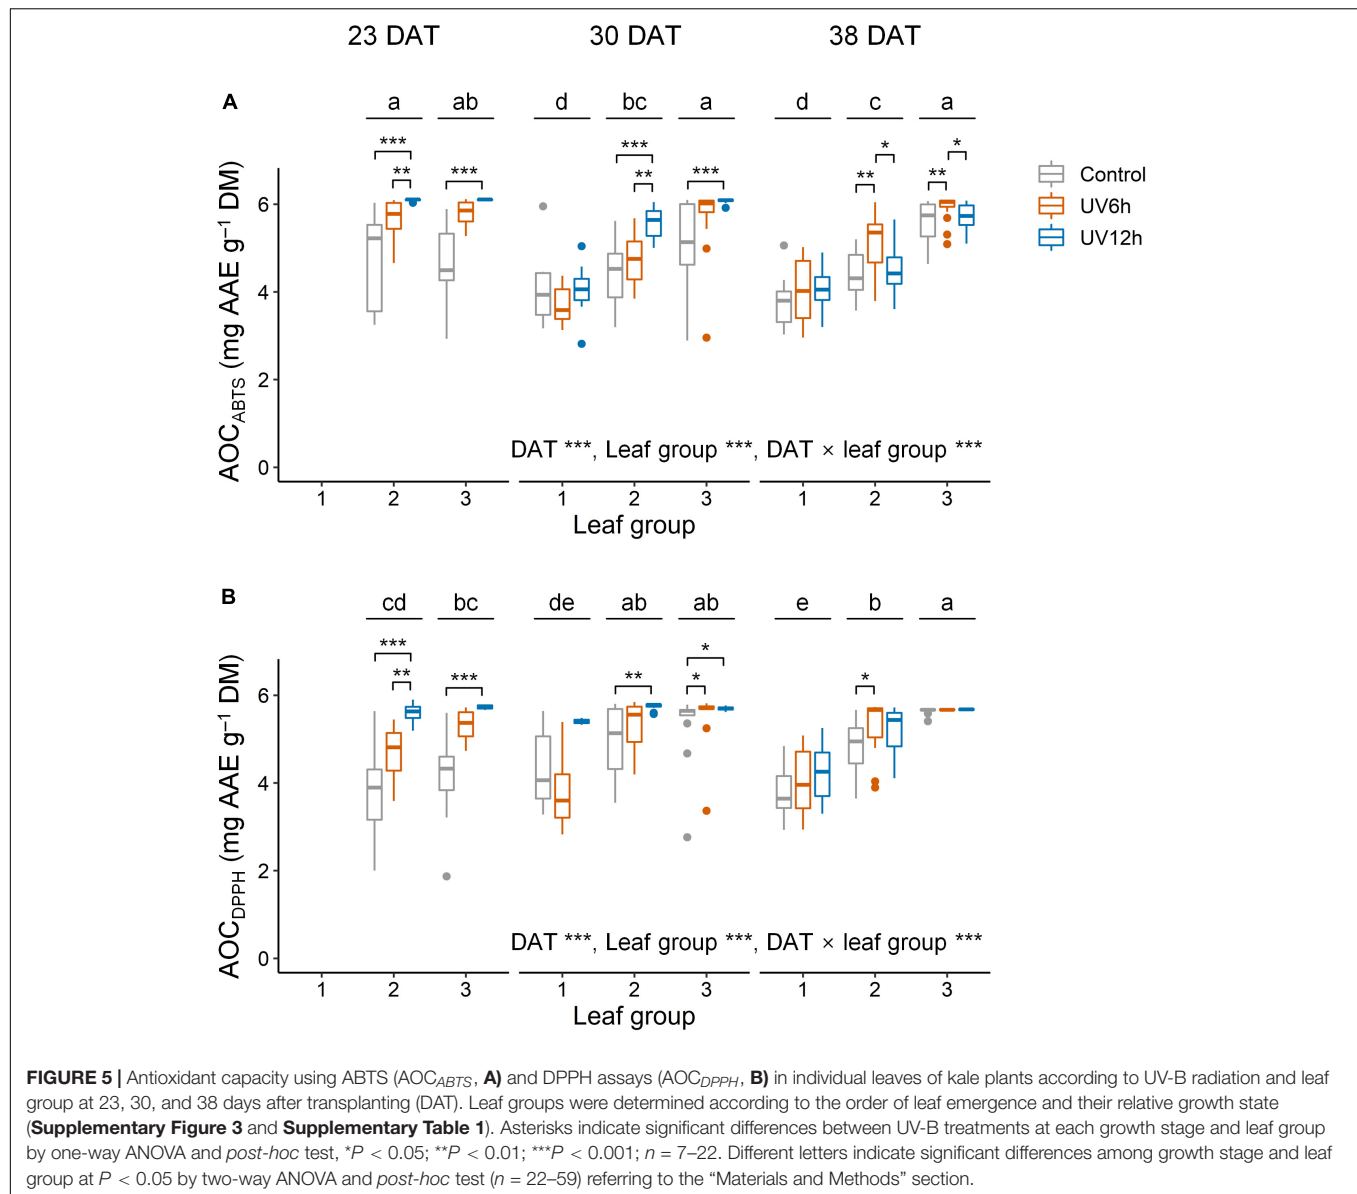 23 DAT 30 DAT 38 DAT
A a ab d bc a d c a
*** *** * *
** *** ** *** ** **
Control
UV6h
UV12h
AOC_ABTS (mg AAE g⁻¹ DM)
6
4
2
0
DAT ***, Leaf group ***, DAT × leaf group ***
1 2 3 1 2 3 1 2 3
Leaf group
B cd bc de ab ab e b a
*** *
** *** ** * *
AOC_DPPH (mg AAE g⁻¹ DM)
6
4
2
0
DAT ***, Leaf group ***, DAT × leaf group ***
1 2 3 1 2 3 1 2 3
Leaf group
FIGURE 5 | Antioxidant capacity using ABTS (AOC_ABTS, A) and DPPH assays (AOC_DPPH, B) in individual leaves of kale plants according to UV-B radiation and leaf
group at 23, 30, and 38 days after transplanting (DAT). Leaf groups were determined according to the order of leaf emergence and their relative growth state
(Supplementary Figure 3 and Supplementary Table 1). Asterisks indicate significant differences between UV-B treatments at each growth stage and leaf group
by one-way ANOVA and post-hoc test, *P < 0.05; **P < 0.01; ***P < 0.001; n = 7–22. Different letters indicate significant differences among growth stage and leaf
group at P < 0.05 by two-way ANOVA and post-hoc test (n = 22–59) referring to the “Materials and Methods” section.